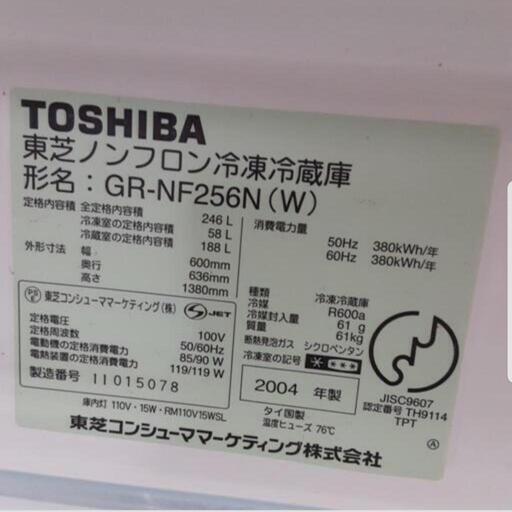 TOSHIBA
東芝ノンフロン冷凍冷蔵庫
形名：GR-NF256N(W)
定格内容積 全定格内容積 246 L
冷凍室の定格内容積 58 L
冷蔵室の定格内容積 188 L
外形寸法 幅 600mm
奥行 636mm
高さ 1380mm
消費電力量
50Hz 380kWh/年
60Hz 380kWh/年
PSE 東芝コンシューママーケティング(株) S JET
定格電圧 100V
定格周波数 50/60Hz
電動機の定格消費電力 85/90 W
電熱装置の定格消費電力 119/119 W
製造番号 11015078
種類 冷凍冷蔵庫
冷媒 R600a
冷媒封入量 61 g
質量 61kg
断熱発泡ガス シクロペンタン
冷凍室の記号 ****
2004 年製
庫内灯 110V・15W・RM110V15WSL
タイ国製
温度ヒューズ 76℃
JISC9607
認定番号 TH9114
TPT
A
東芝コンシューママーケティング株式会社